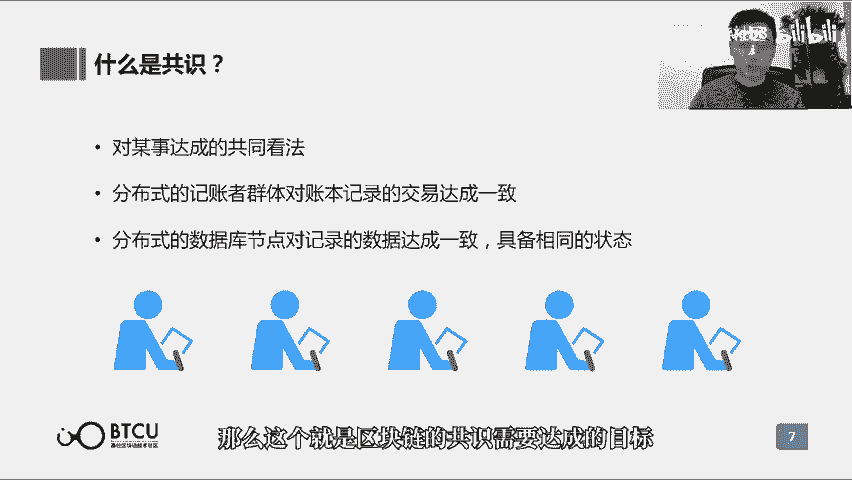 什么是共识？
bilibili
• 对某事达成的共同看法
• 分布式的记账者群体对账本记录的交易达成一致
• 分布式的数据库节点对记录的数据达成一致，具备相同的状态
BTCU
那么这个就是区块链的共识需要达成的目标
7